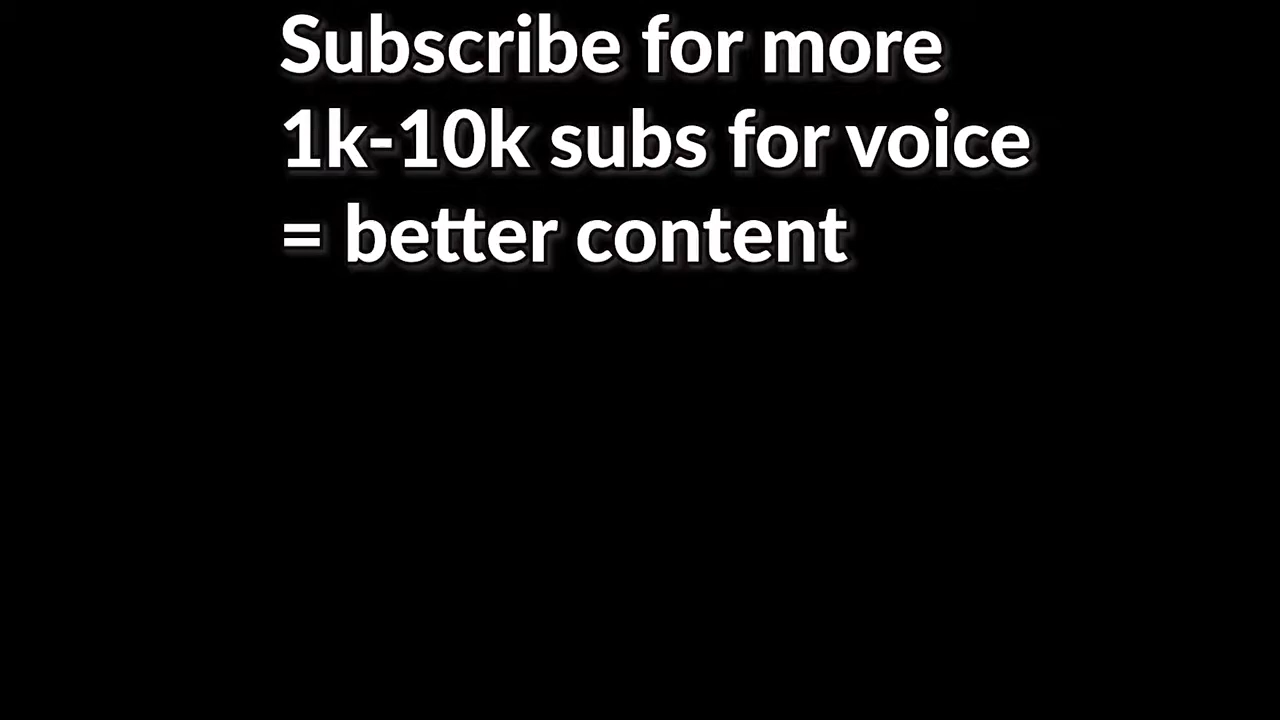 Subscribe for more
1k-10k subs for voice
= better content